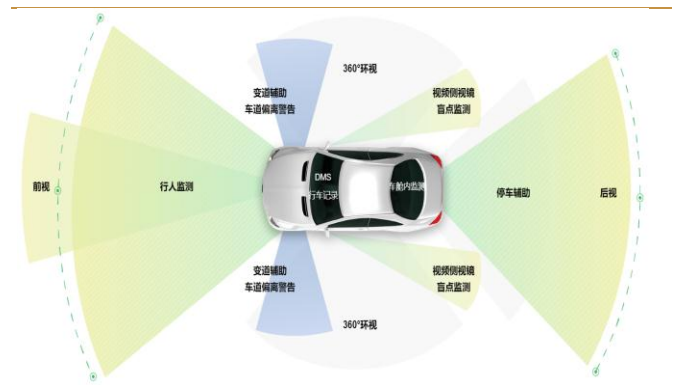 360°环视
变道辅助
车道偏离警告
视频侧视镜
盲点监测
前视
行人监测
DMS
行车记录
车舱内监测
停车辅助
后视
变道辅助
车道偏离警告
视频侧视镜
盲点监测
360°环视